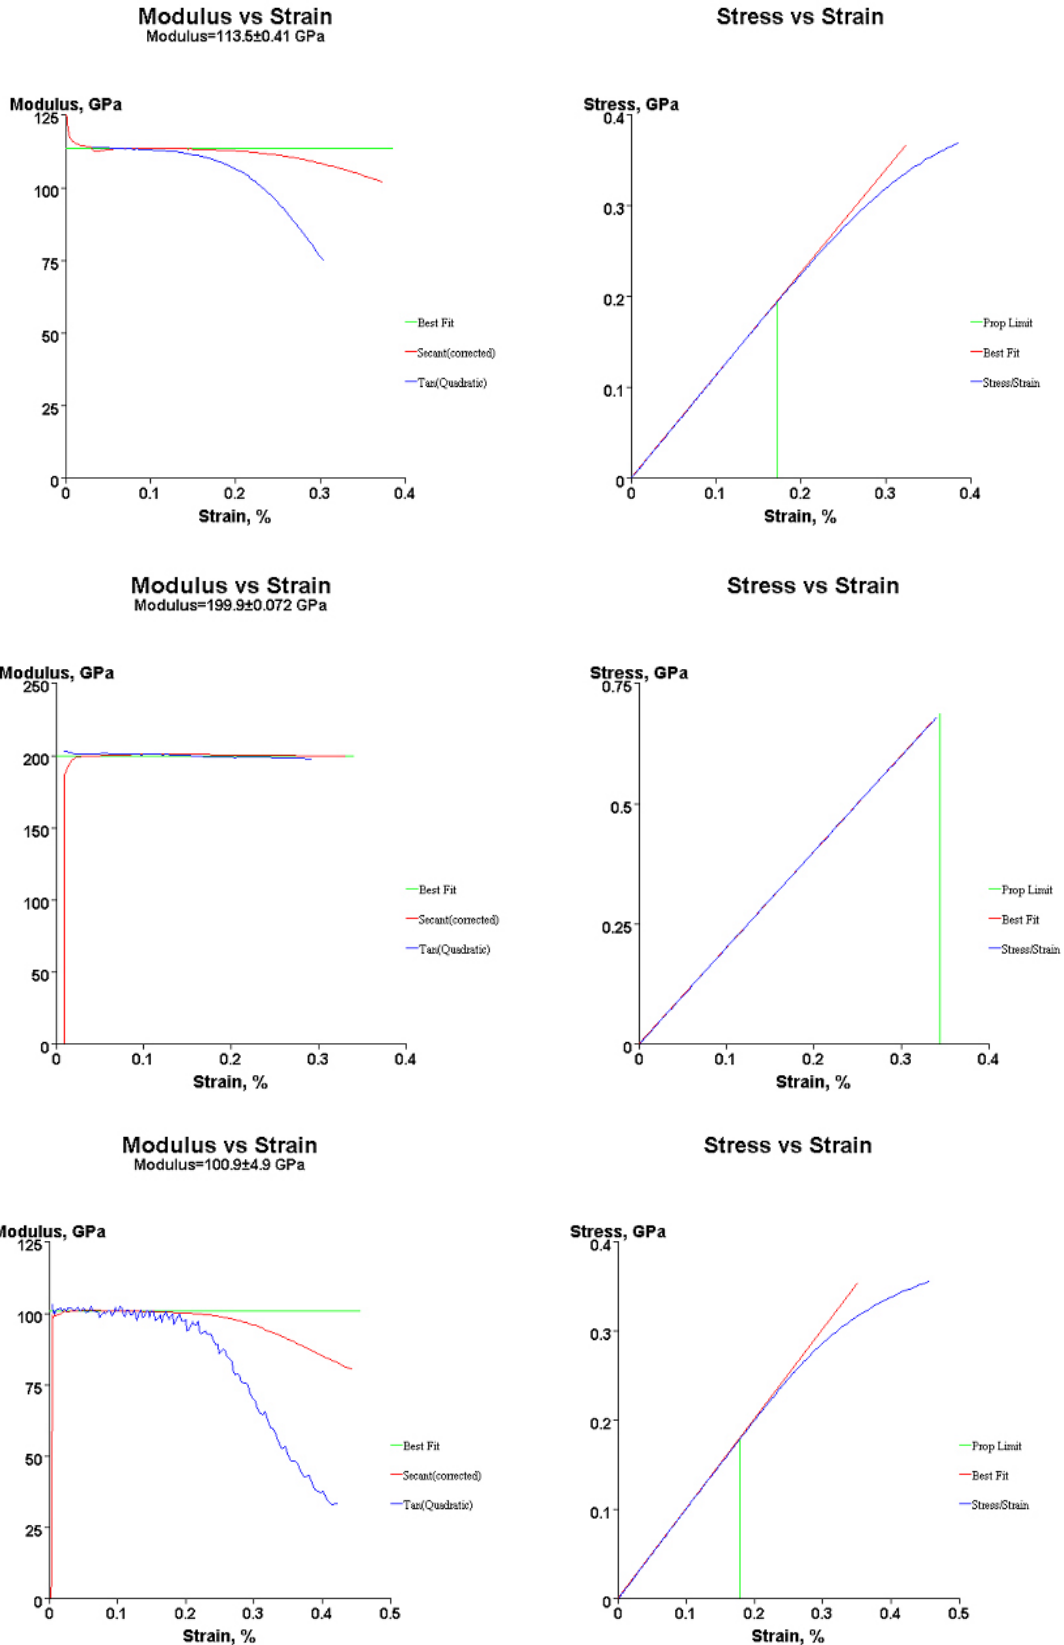 Modulus vs Strain
Modulus=113.5±0.41 GPa
Modulus, GPa
125
100
75
50
25
0
0 0.1 0.2 0.3 0.4
Strain, %
Best Fit
Secant(corrected)
Tan(Quadratic)
Stress vs Strain
Stress, GPa
0.4
0.3
0.2
0.1
0
0 0.1 0.2 0.3 0.4
Strain, %
Prop Limit
Best Fit
Stress/Strain
Modulus vs Strain
Modulus=199.9±0.072 GPa
Modulus, GPa
250
200
150
100
50
0
0 0.1 0.2 0.3 0.4
Strain, %
Best Fit
Secant(corrected)
Tan(Quadratic)
Stress vs Strain
Stress, GPa
0.75
0.5
0.25
0
0 0.1 0.2 0.3 0.4
Strain, %
Prop Limit
Best Fit
Stress/Strain
Modulus vs Strain
Modulus=100.9±4.9 GPa
Modulus, GPa
125
100
75
50
25
0
0 0.1 0.2 0.3 0.4 0.5
Strain, %
Best Fit
Secant(corrected)
Tan(Quadratic)
Stress vs Strain
Stress, GPa
0.4
0.3
0.2
0.1
0
0 0.1 0.2 0.3 0.4 0.5
Strain, %
Prop Limit
Best Fit
Stress/Strain